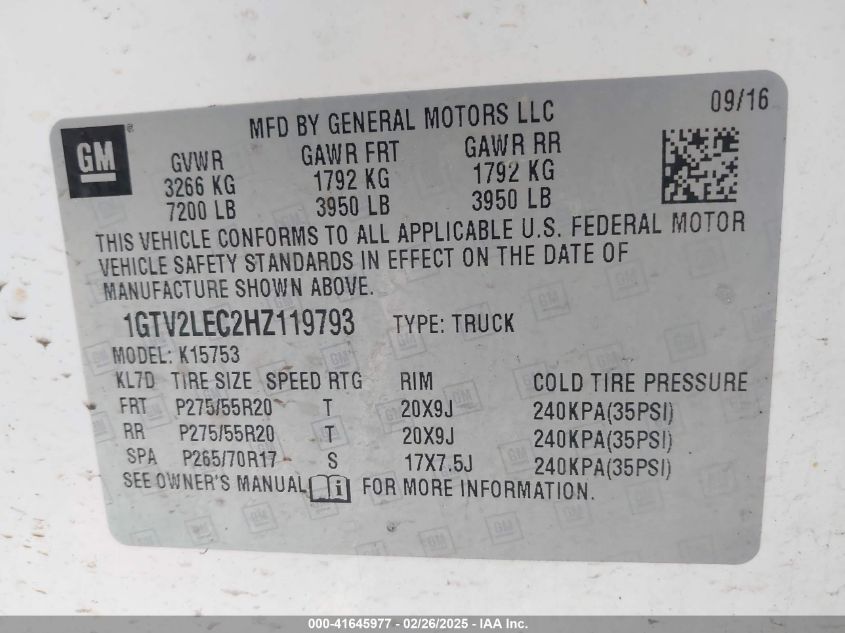 GM
MFD BY GENERAL MOTORS LLC
09/16
GVWR GAWR FRT GAWR RR
3266 KG 1792 KG 1792 KG
7200 LB 3950 LB 3950 LB
THIS VEHICLE CONFORMS TO ALL APPLICABLE U.S. FEDERAL MOTOR
VEHICLE SAFETY STANDARDS IN EFFECT ON THE DATE OF
MANUFACTURE SHOWN ABOVE.
1GTV2LEC2HZ119793 TYPE: TRUCK
MODEL: K15753
KL7D TIRE SIZE SPEED RTG RIM COLD TIRE PRESSURE
FRT P275/55R20 T 20X9J 240KPA(35PSI)
RR P275/55R20 T 20X9J 240KPA(35PSI)
SPA P265/70R17 S 17X7.5J 240KPA(35PSI)
SEE OWNER'S MANUAL FOR MORE INFORMATION.
000-41645977 - 02/26/2025 - IAA Inc.